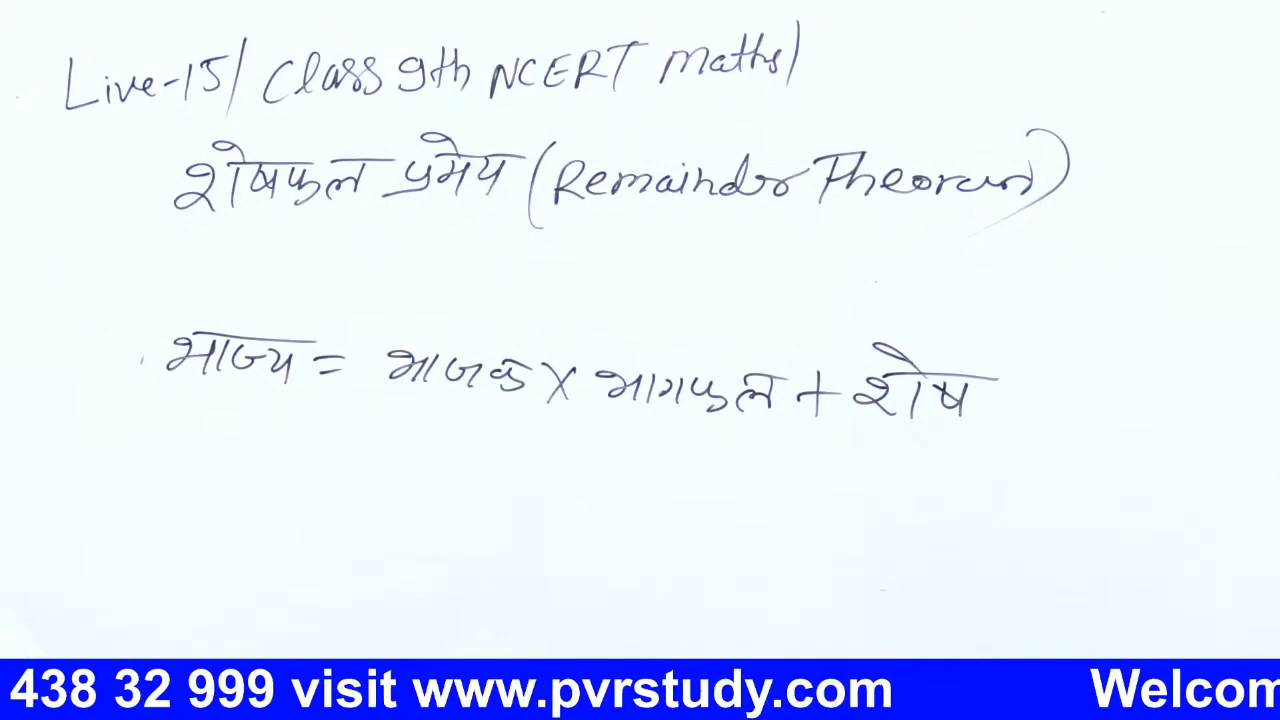 Live-15/ Class 9th NCERT Maths/
शेषफल प्रमेय (Remainder Theorem)
भाज्य = भाजक × भागफल + शेष
438 32 999 visit www.pvrstudy.com Welcom